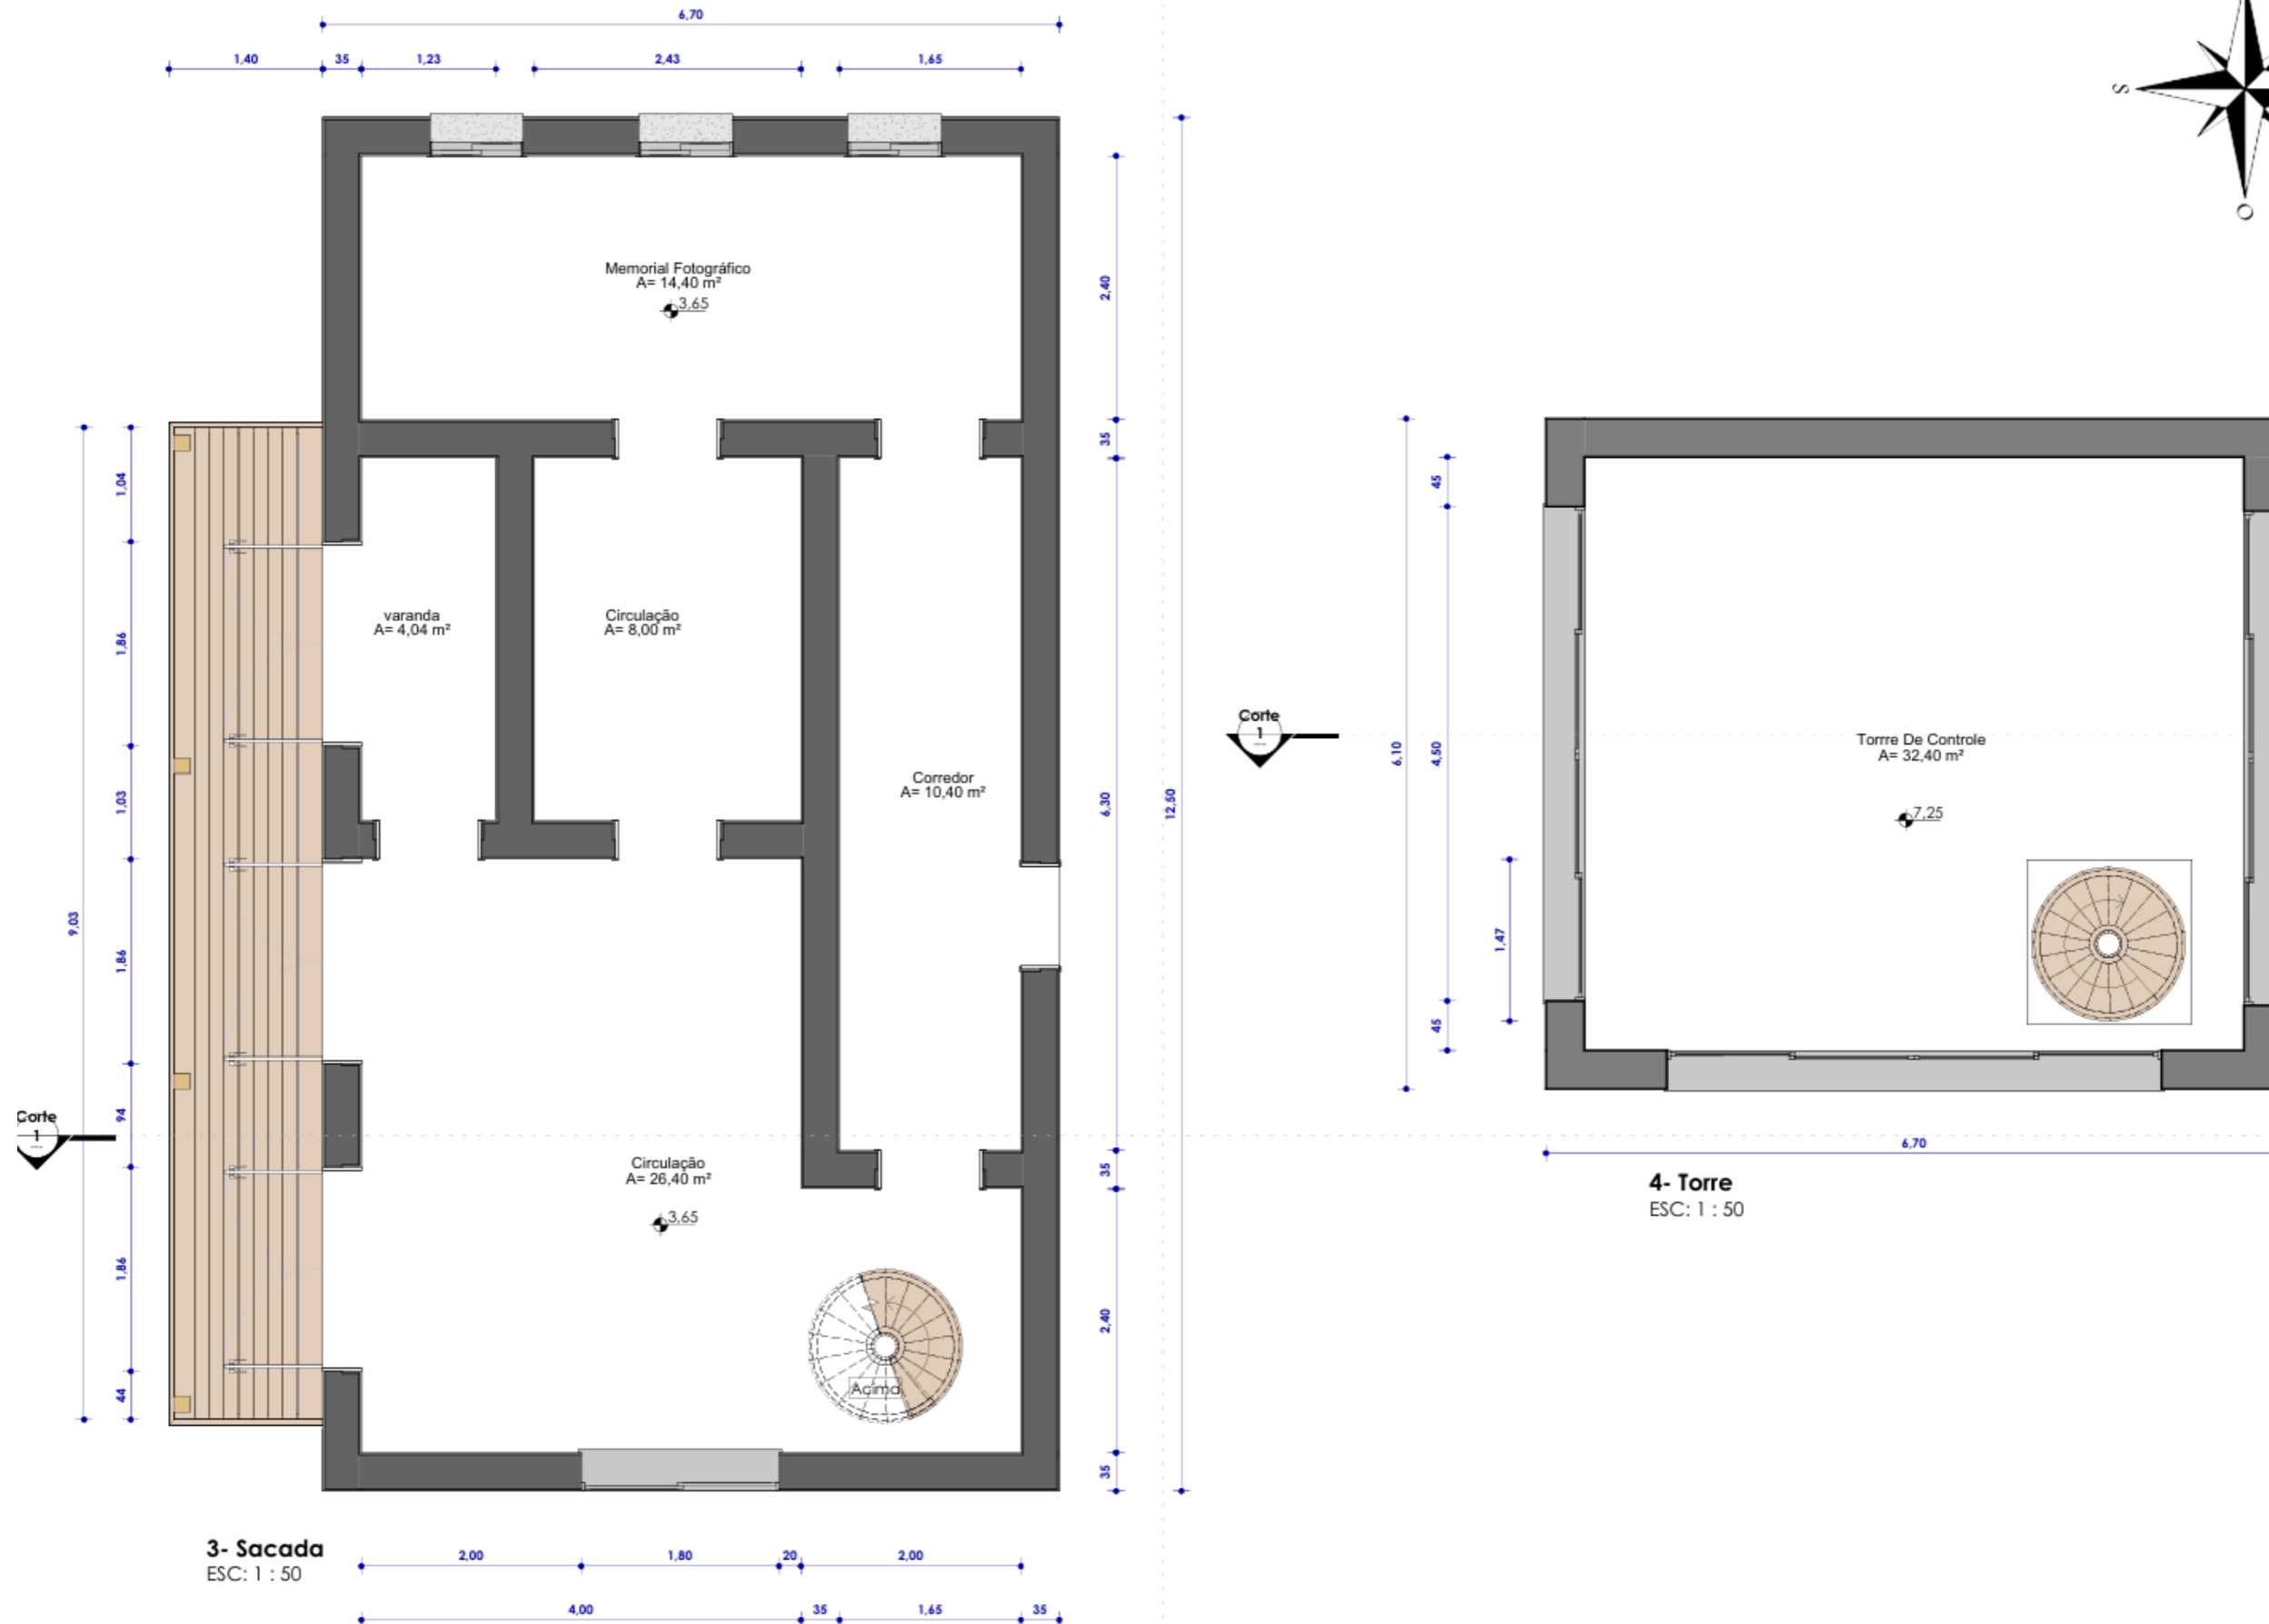 6,70
1,40 35 1,23 2,43 1,65
S
O
Memorial Fotográfico
A= 14,40 m²
3,65
2,40
35
1,04
45
varanda
A= 4,04 m²
Circulação
A= 8,00 m²
1,86
Corte
1
Torrre De Controle
A= 32,40 m²
6,10
4,50
Corredor
A= 10,40 m²
1,03
6,30
12,50
7,25
9,03
1,86
1,47
45
94
Corte
1
6,70
Circulação
A= 26,40 m²
35
4- Torre
ESC: 1 : 50
3,65
1,86
2,40
Acima
44
35
3- Sacada
ESC: 1 : 50
2,00 1,80 20 2,00
4,00 35 1,65 35